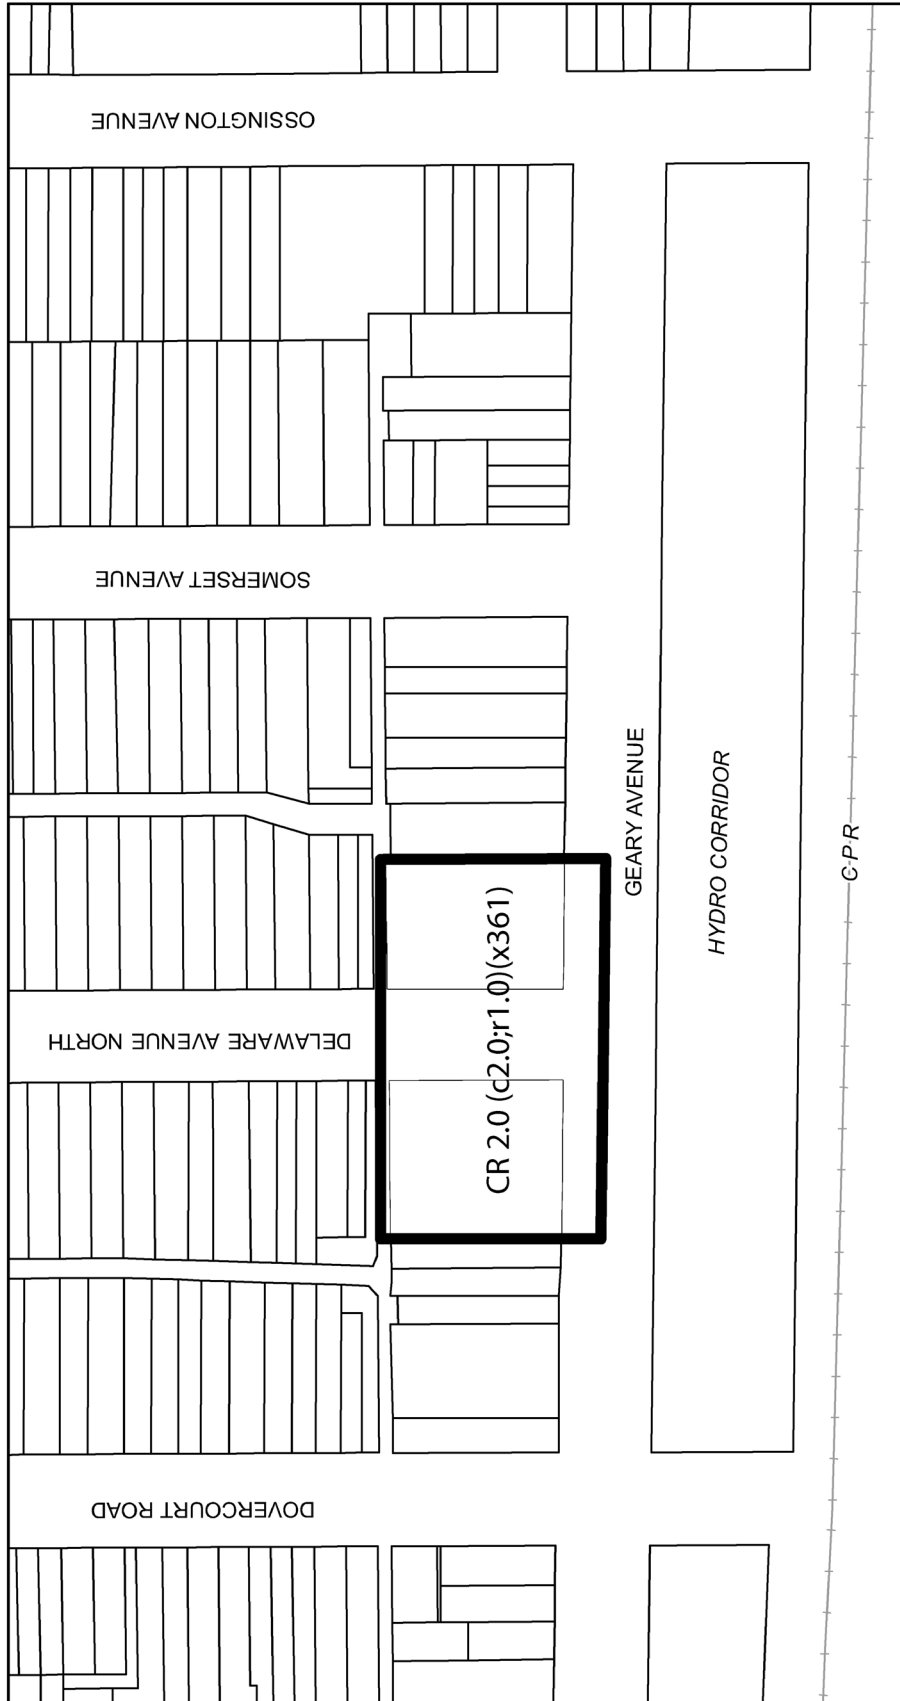 OSSINGTON AVENUE
SOMERSET AVENUE
GEARY AVENUE
HYDRO CORRIDOR
C-P-R
CR 2.0 (c2.0;r1.0)(x361)
DELAWARE AVENUE NORTH
DOVERCOURT ROAD